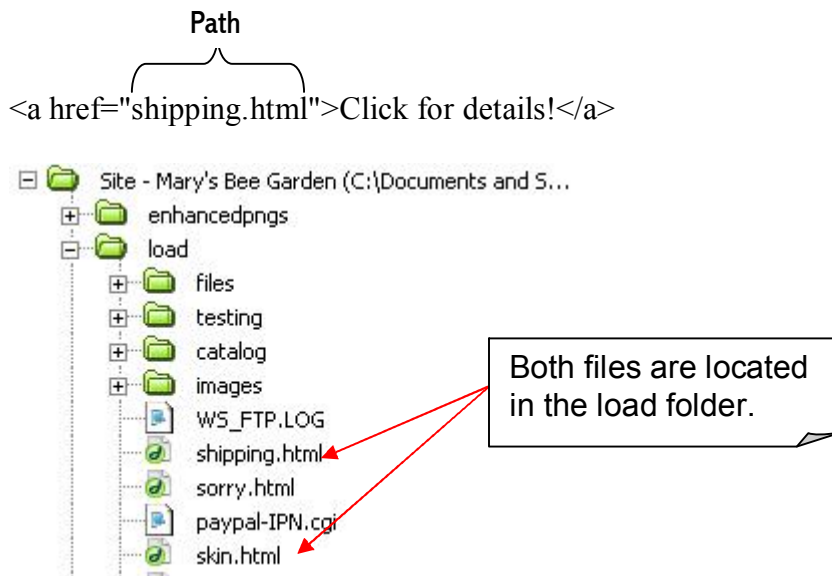 Path
<a href="shipping.html">Click for details!</a>
Site - Mary's Bee Garden (C:\Documents and S...
enhancedpngs
load
files
testing
catalog
images
WS_FTP.LOG
shipping.html
sorry.html
paypal-IPN.cgi
skin.html
Both files are located
in the load folder.